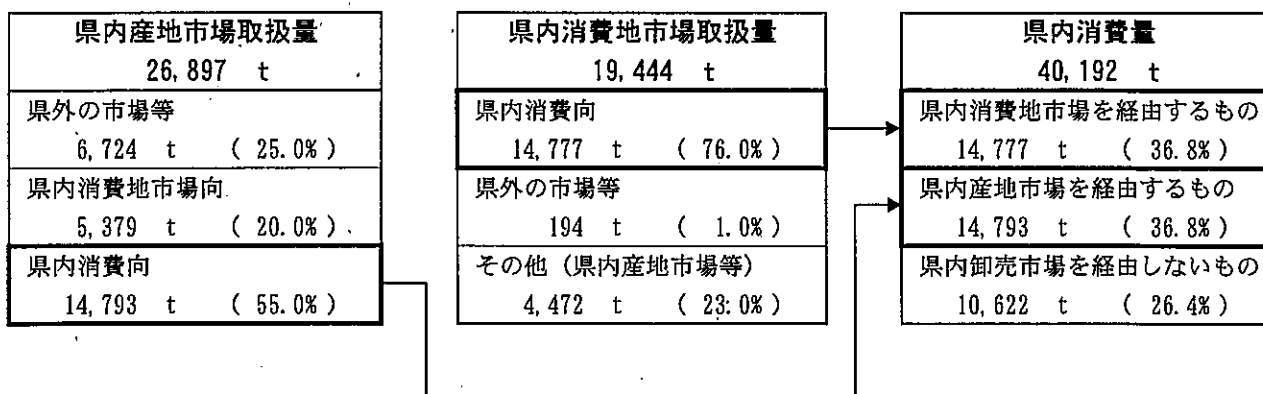 県内産地市場取扱量
26,897 t
県外の市場等
6,724 t ( 25.0% )
県内消費地市場向
5,379 t ( 20.0% )
県内消費向
14,793 t ( 55.0% )
県内消費地市場取扱量
19,444 t
県内消費向
14,777 t ( 76.0% )
県外の市場等
194 t ( 1.0% )
その他（県内産地市場等）
4,472 t ( 23.0% )
県内消費量
40,192 t
県内消費地市場を経由するもの
14,777 t ( 36.8% )
県内産地市場を経由するもの
14,793 t ( 36.8% )
県内卸売市場を経由しないもの
10,622 t ( 26.4% )